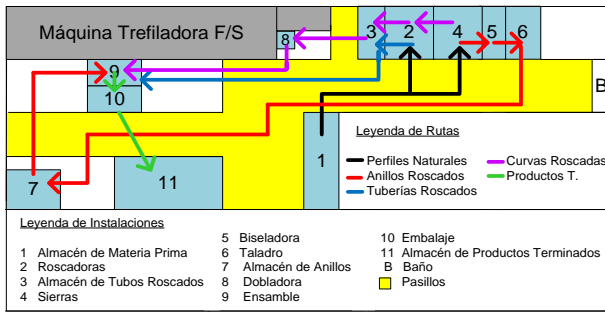 Máquina Trefiladora F/S
8
3
2
4
5
6
9
10
B
1
7
11
Leyenda de Rutas
Perfiles Naturales
Curvas Roscadas
Anillos Roscados
Productos T.
Tuberías Roscados
Leyenda de Instalaciones
1 Almacén de Materia Prima
2 Roscadoras
3 Almacén de Tubos Roscados
4 Sierras
5 Biseladora
6 Taladro
7 Almacén de Anillos
8 Dobladora
9 Ensamble
10 Embalaje
11 Almacén de Productos Terminados
B Baño
Pasillos